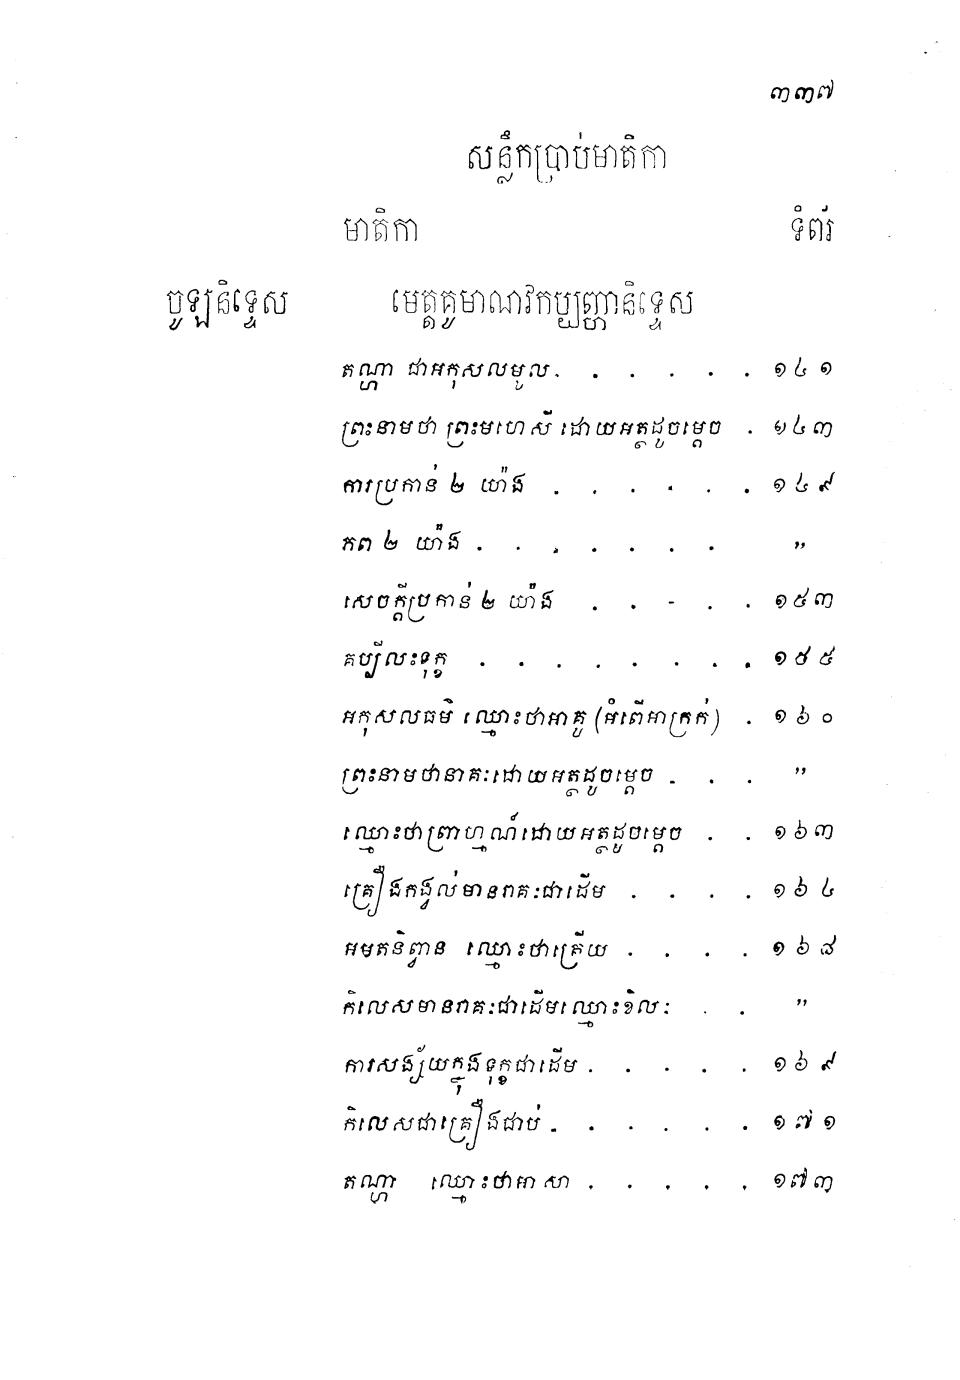 ៣៣៧
សន្លឹកប្រាប់មាតិកា
មាតិកា ទំព័រ
ចូឡនិទ្ទេស មេត្តគូមាណវកប្បញ្ហានិទ្ទេស
តណ្ហា ជាអកុសលមូល . . . . . . ១៤១
ព្រះនាមថា ព្រះមហេសី ដោយអត្ថដូចម្តេច . ១៤៣
ការប្រកាន់ ២ យ៉ាង . . . . . . ១៤៩
ភព ២ យ៉ាង . . . . . . . ”
សេចក្តីប្រកាន់ ២ យ៉ាង . . . . . ១៥៣
គប្បីលះទុក្ខ . . . . . . . . ១៥៥
អកុសលធម៌ ឈ្មោះថាអាគូ (អំពើអាក្រក់) . ១៦០
ព្រះនាមថានាគៈដោយអត្ថដូចម្តេច . . . ”
ឈ្មោះថាព្រាហ្មណ៍ដោយអត្ថដូចម្តេច . . ១៦៣
គ្រឿងកង្វល់មានរាគៈជាដើម . . . . ១៦៤
អមតនិព្វាន ឈ្មោះថាត្រើយ . . . . ១៦៨
កិលេសមានរាគៈជាដើមឈ្មោះខិលៈ . . ”
ការសង្ស័យក្នុងទុក្ខជាដើម . . . . . ១៦៩
កិលេសជាគ្រឿងជាប់ . . . . . . ១៧១
តណ្ហា ឈ្មោះថាអាសា . . . . . ១៧៣